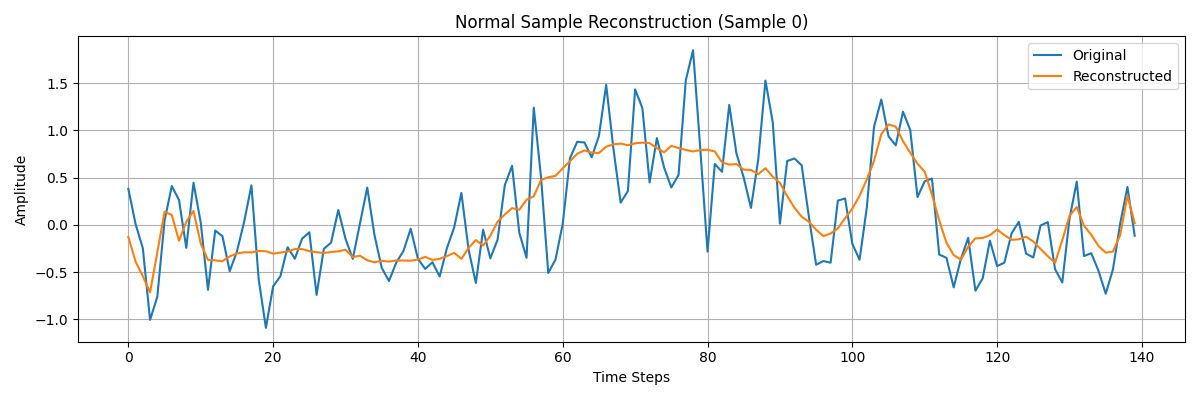 Normal Sample Reconstruction (Sample 0)
Original
Reconstructed
Amplitude
1.5
1.0
0.5
0.0
−0.5
−1.0
0 20 40 60 80 100 120 140
Time Steps